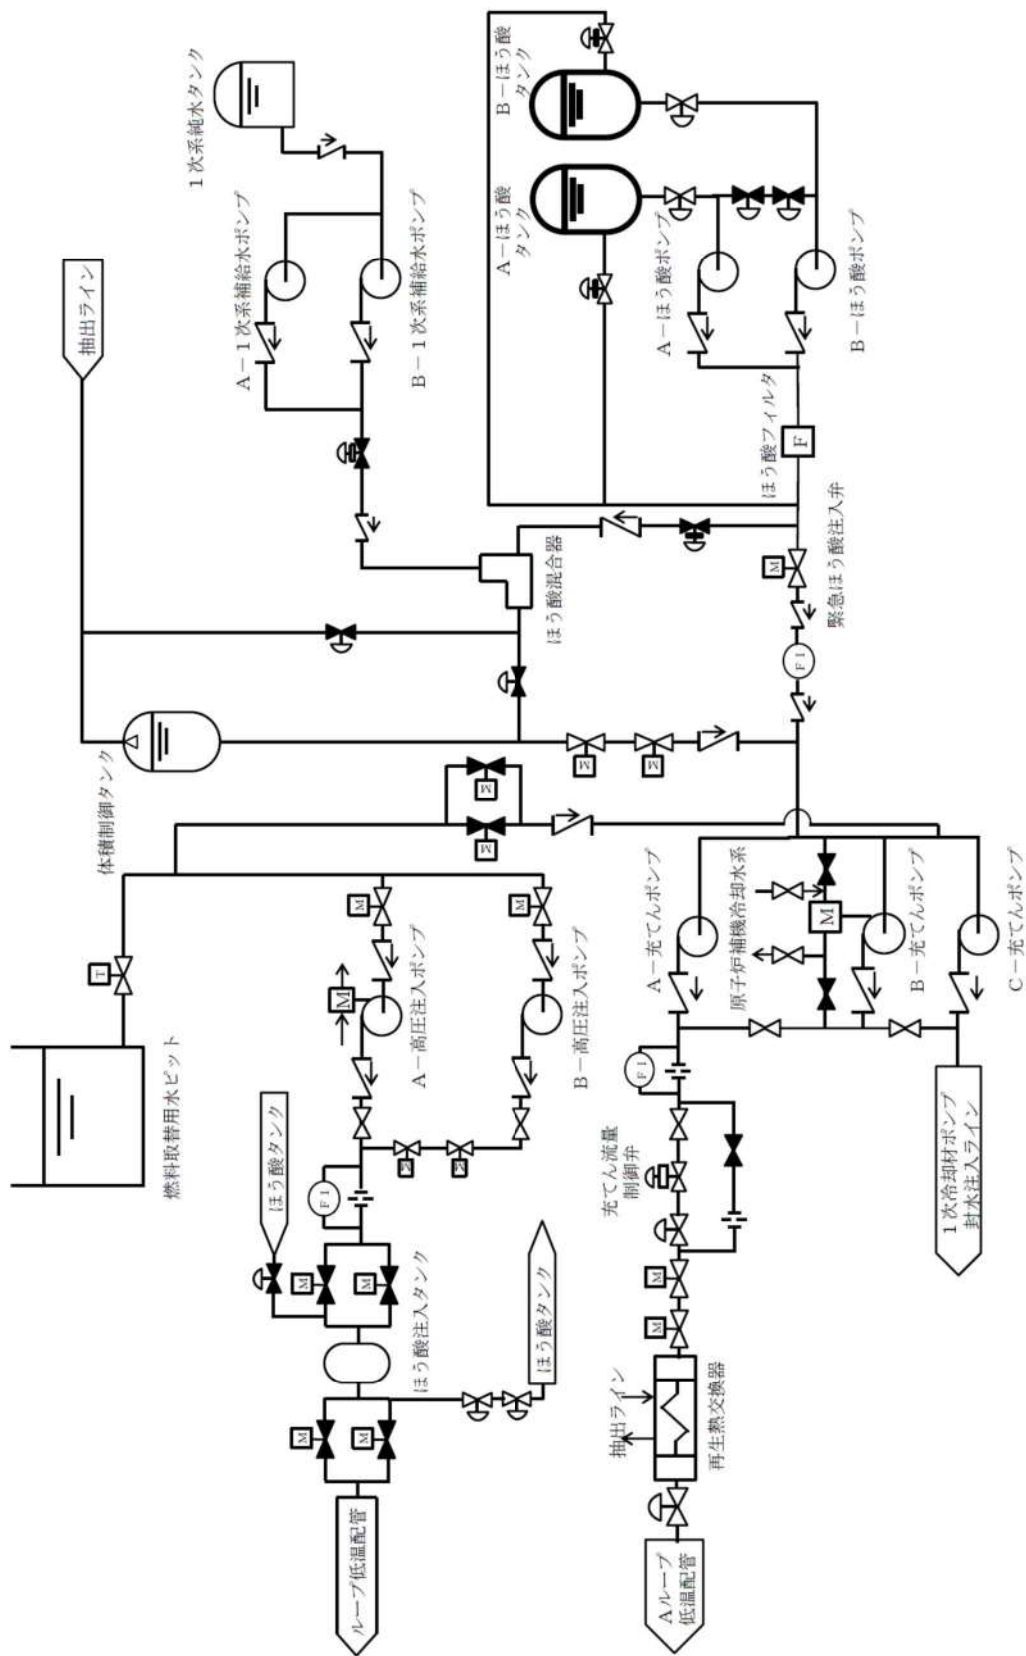 抽出ライン
1次系純水タンク
A－1次系補給水ポンプ
B－1次系補給水ポンプ
B－ほう酸
タンク
A－ほう酸
タンク
A－ほう酸ポンプ
B－ほう酸ポンプ
ほう酸フィルタ
F
緊急ほう酸注入弁
M
FI
ほう酸混合器
体積制御タンク
M
M
M
M
燃料取替用水ピット
T
M
M
A－高圧注入ポンプ
M
B－高圧注入ポンプ
M
M
FI
ほう酸タンク
M
M
ほう酸注入タンク
M
M
ほう酸タンク
ループ低温配管
A－充てんポンプ
原子炉補機冷却水系
M
B－充てんポンプ
C－充てんポンプ
1次冷却材ポンプ
封水注入ライン
FI
充てん流量
制御弁
M
M
抽出ライン
再生熱交換器
Aループ
低温配管